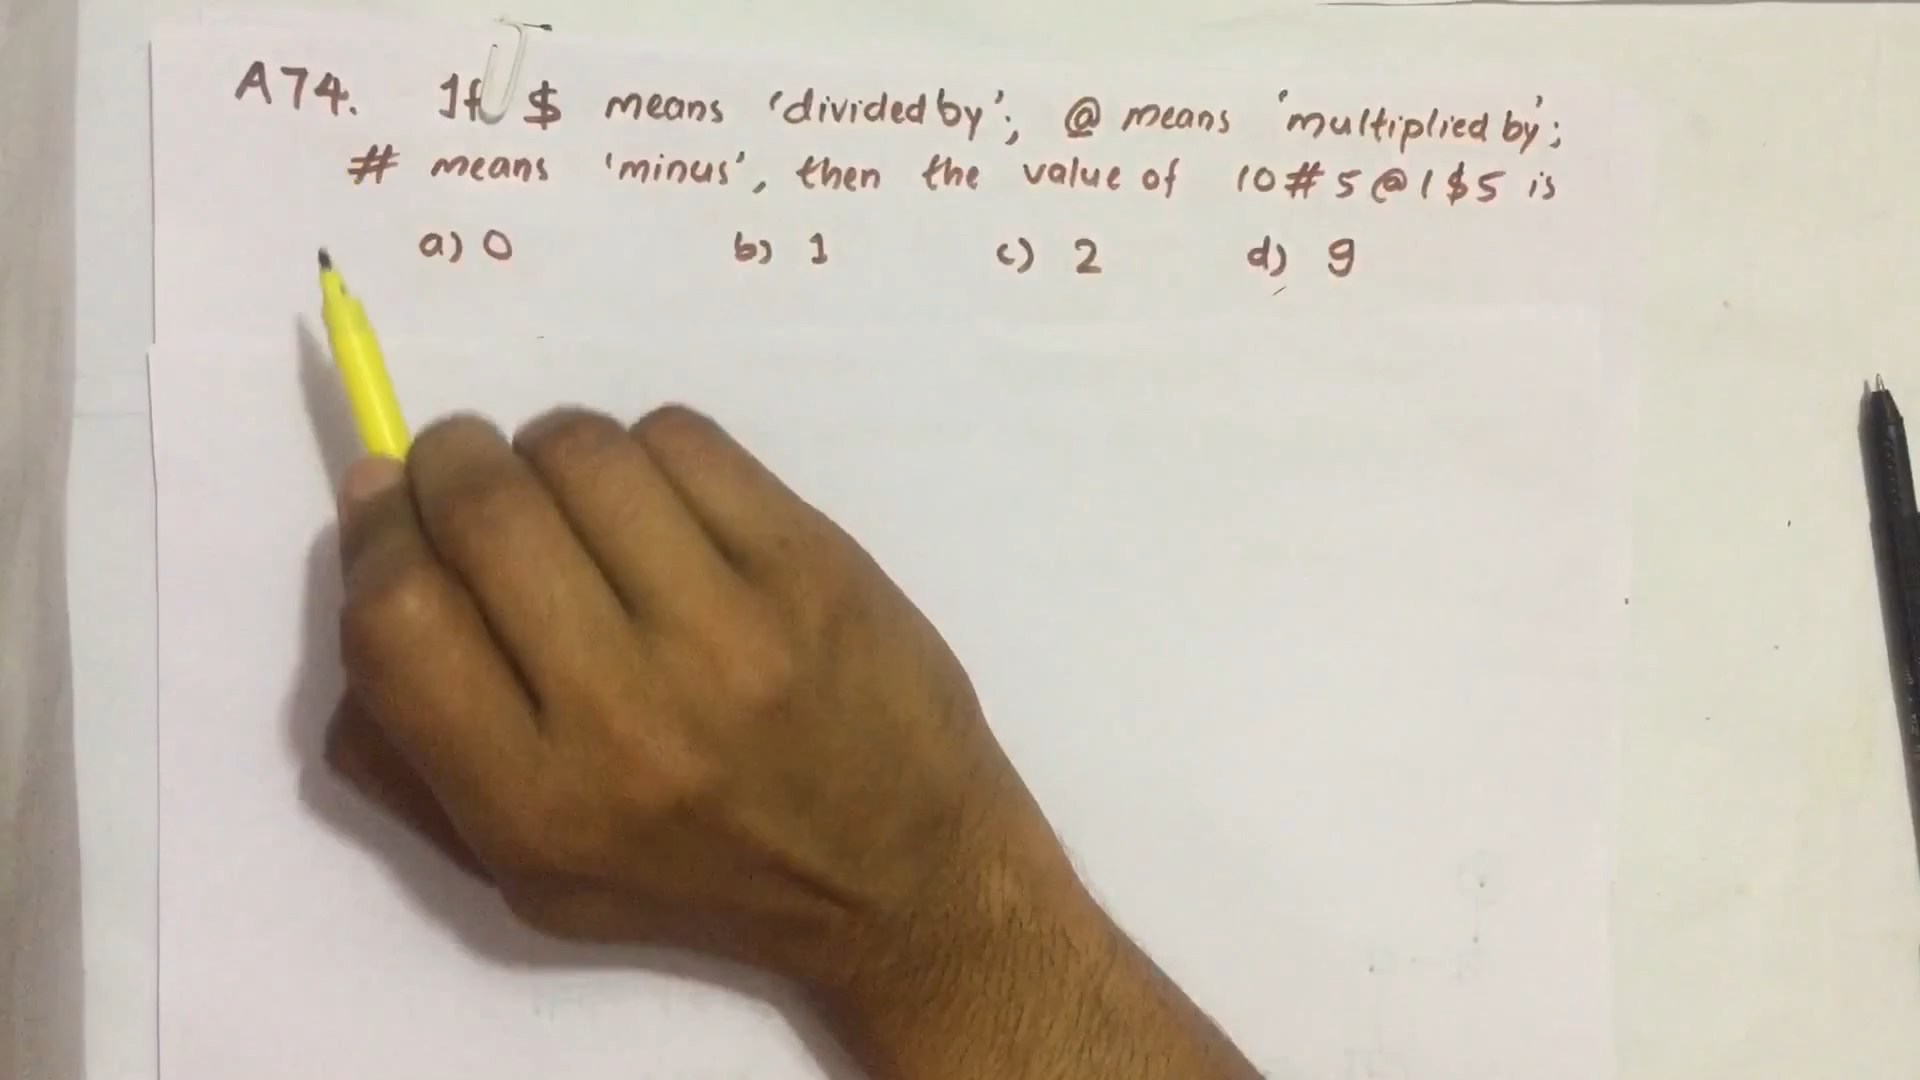 A74. If $ means 'divided by'; @ means 'multiplied by';
# means 'minus', then the value of 10#5@1$5 is
a) 0 b) 1 c) 2 d) 9